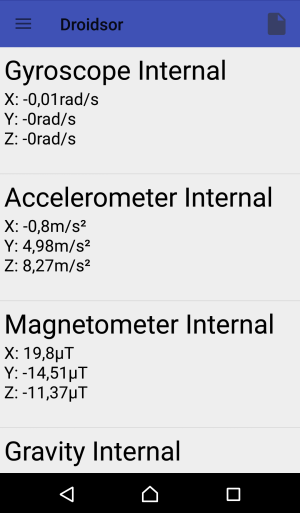 Droidsor
Gyroscope Internal
X: -0,01rad/s
Y: -0rad/s
Z: -0rad/s
Accelerometer Internal
X: -0,8m/s²
Y: 4,98m/s²
Z: 8,27m/s²
Magnetometer Internal
X: 19,8µT
Y: -14,51µT
Z: -11,37µT
Gravity Internal